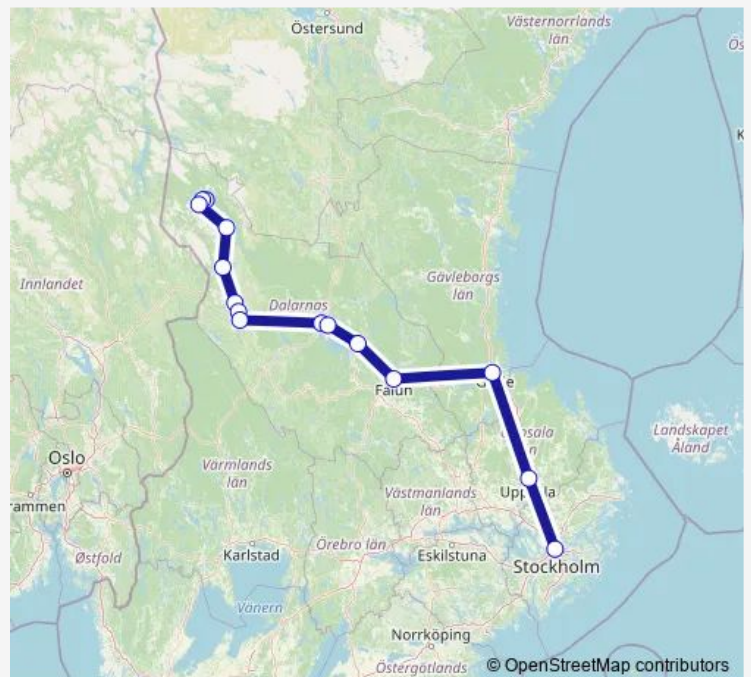 Östersund
Västernorrlands
län
Innlandet
Gävleborgs
län
Dalarnas
Falun
Landskapet
Åland
Oslo
Värmlands
län
Västmanlands
län
Østfold
Karlstad
Örebro län
Eskilstuna
Stockholm
Vänern
Norrköping
Östergötlands
© OpenStreetMap contributors